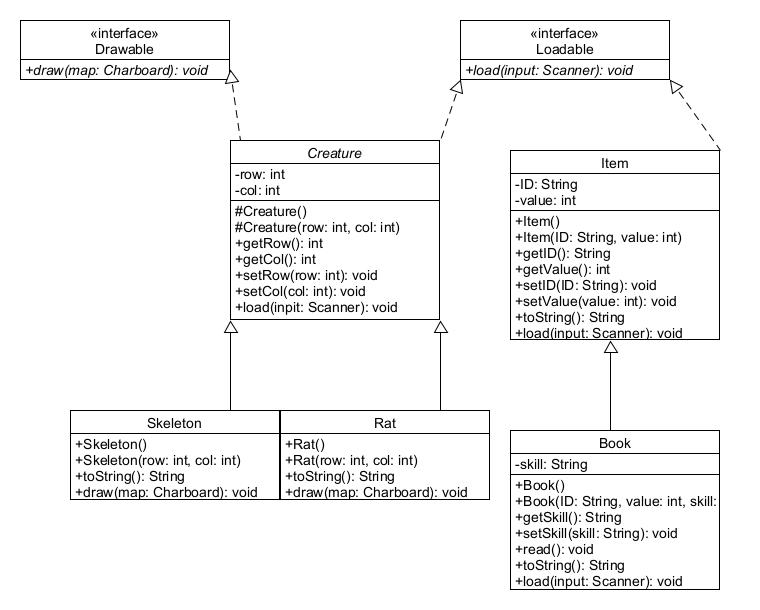 «interface»
Drawable
+draw(map: Charboard): void
«interface»
Loadable
+load(input: Scanner): void
Creature
-row: int
-col: int
#Creature()
#Creature(row: int, col: int)
+getRow(): int
+getCol(): int
+setRow(row: int): void
+setCol(col: int): void
+load(inpit: Scanner): void
Item
-ID: String
-value: int
+Item()
+Item(ID: String, value: int)
+getID(): String
+getValue(): int
+setID(ID: String): void
+setValue(value: int): void
+toString(): String
+load(input: Scanner): void
Skeleton
+Skeleton()
+Skeleton(row: int, col: int)
+toString(): String
+draw(map: Charboard): void
Rat
+Rat()
+Rat(row: int, col: int)
+toString(): String
+draw(map: Charboard): void
Book
-skill: String
+Book()
+Book(ID: String, value: int, skill:
+getSkill(): String
+setSkill(skill: String): void
+read(): void
+toString(): String
+load(input: Scanner): void